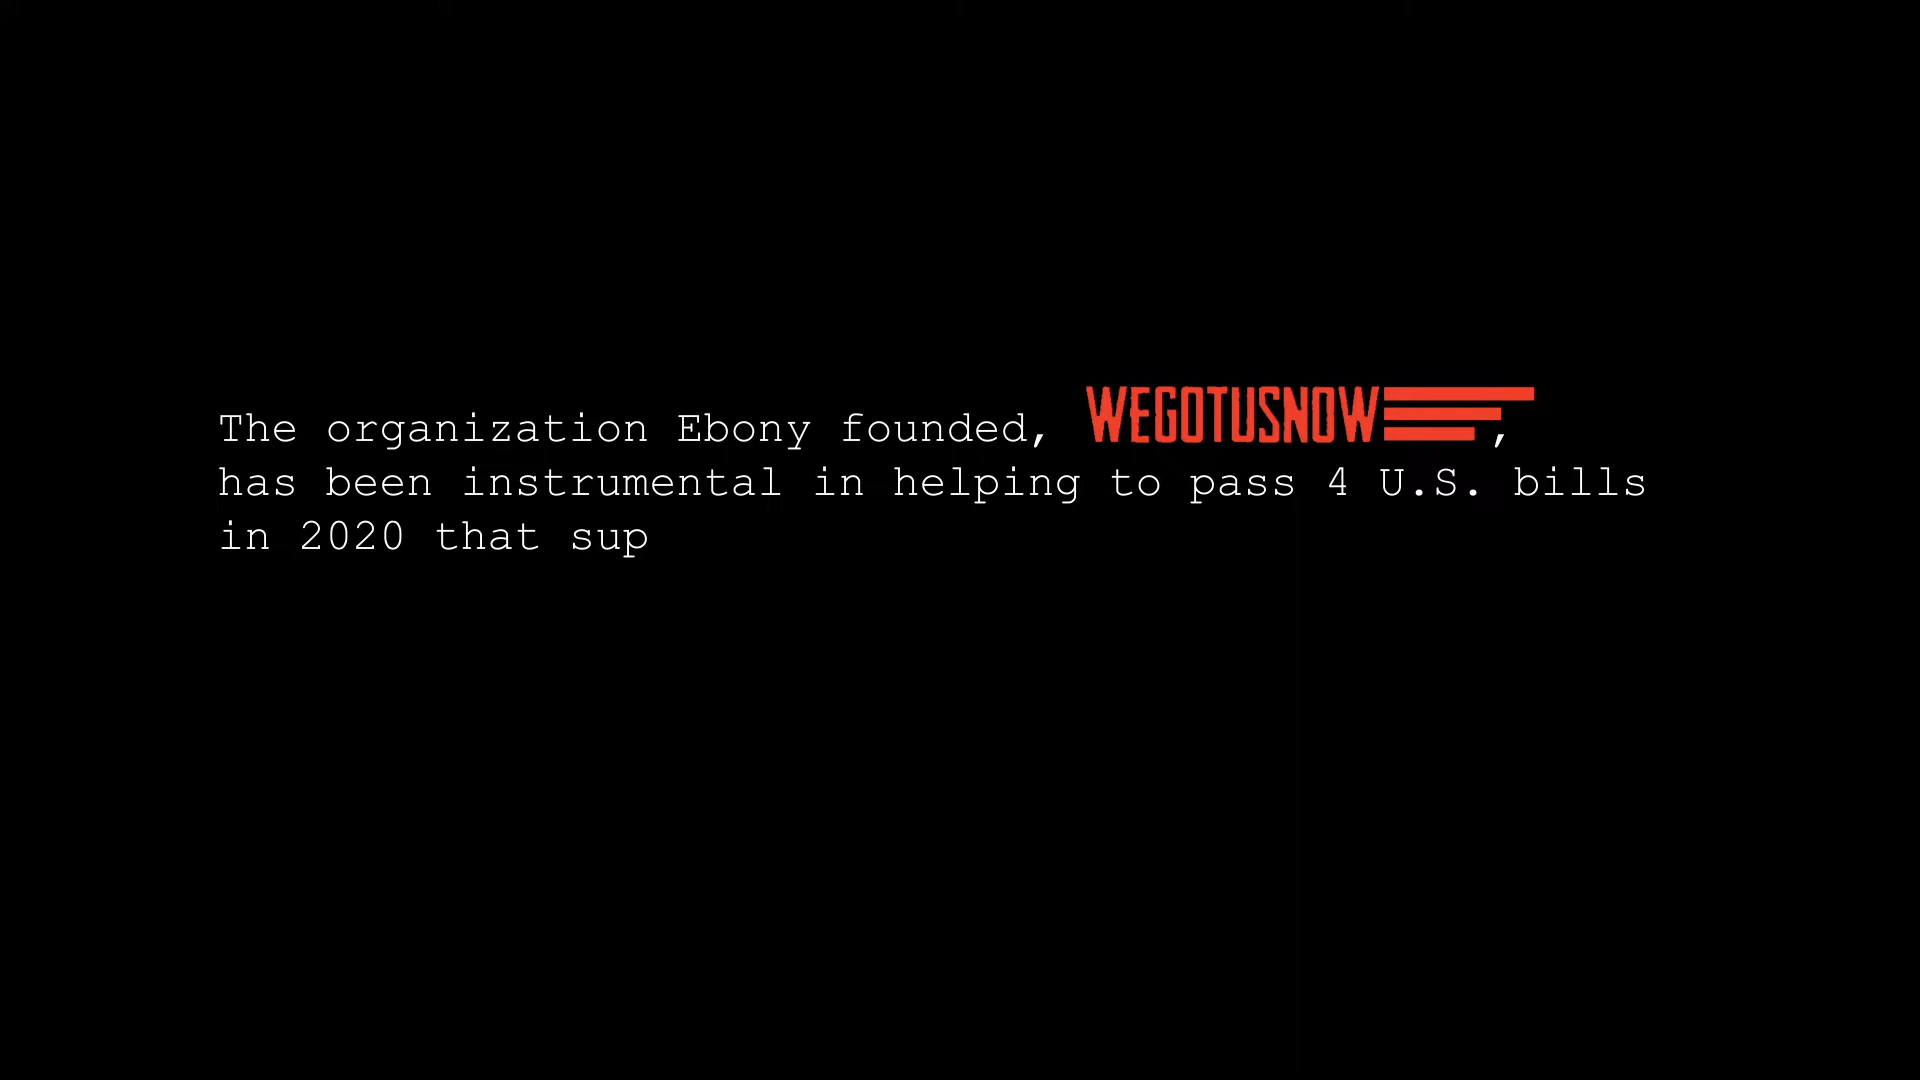 The organization Ebony founded, WEGOTUSNOW,
has been instrumental in helping to pass 4 U.S. bills
in 2020 that sup